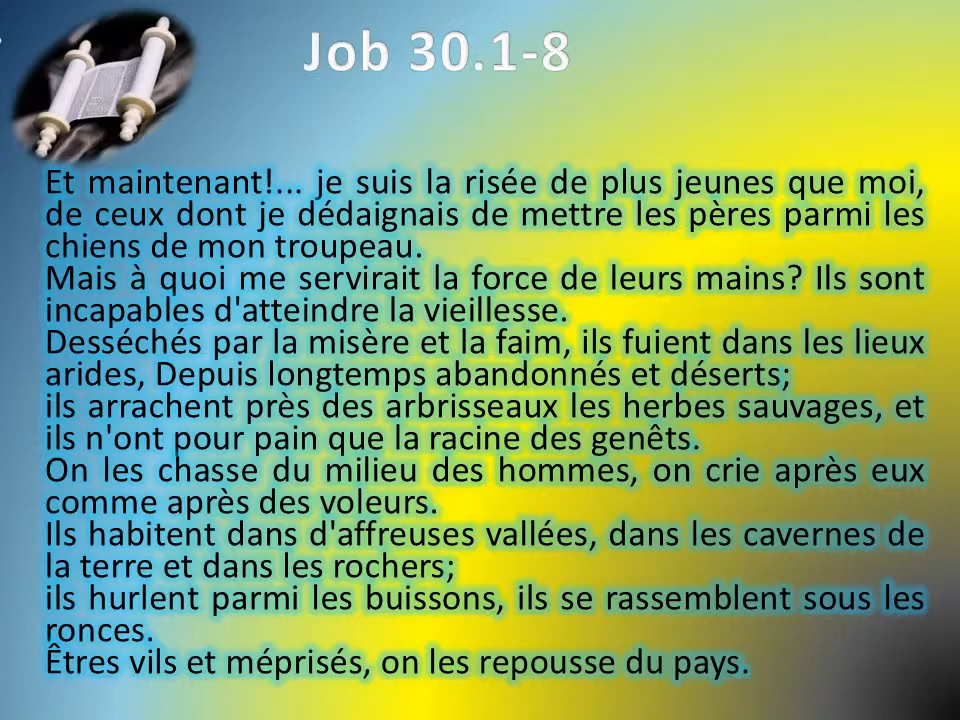 Job 30.1-8
Et maintenant!... je suis la risée de plus jeunes que moi,
de ceux dont je dédaignais de mettre les pères parmi les
chiens de mon troupeau.
Mais à quoi me servirait la force de leurs mains? Ils sont
incapables d'atteindre la vieillesse.
Desséchés par la misère et la faim, ils fuient dans les lieux
arides, Depuis longtemps abandonnés et déserts;
ils arrachent près des arbrisseaux les herbes sauvages, et
ils n'ont pour pain que la racine des genêts.
On les chasse du milieu des hommes, on crie après eux
comme après des voleurs.
Ils habitent dans d'affreuses vallées, dans les cavernes de
la terre et dans les rochers;
ils hurlent parmi les buissons, ils se rassemblent sous les
ronces.
Êtres vils et méprisés, on les repousse du pays.